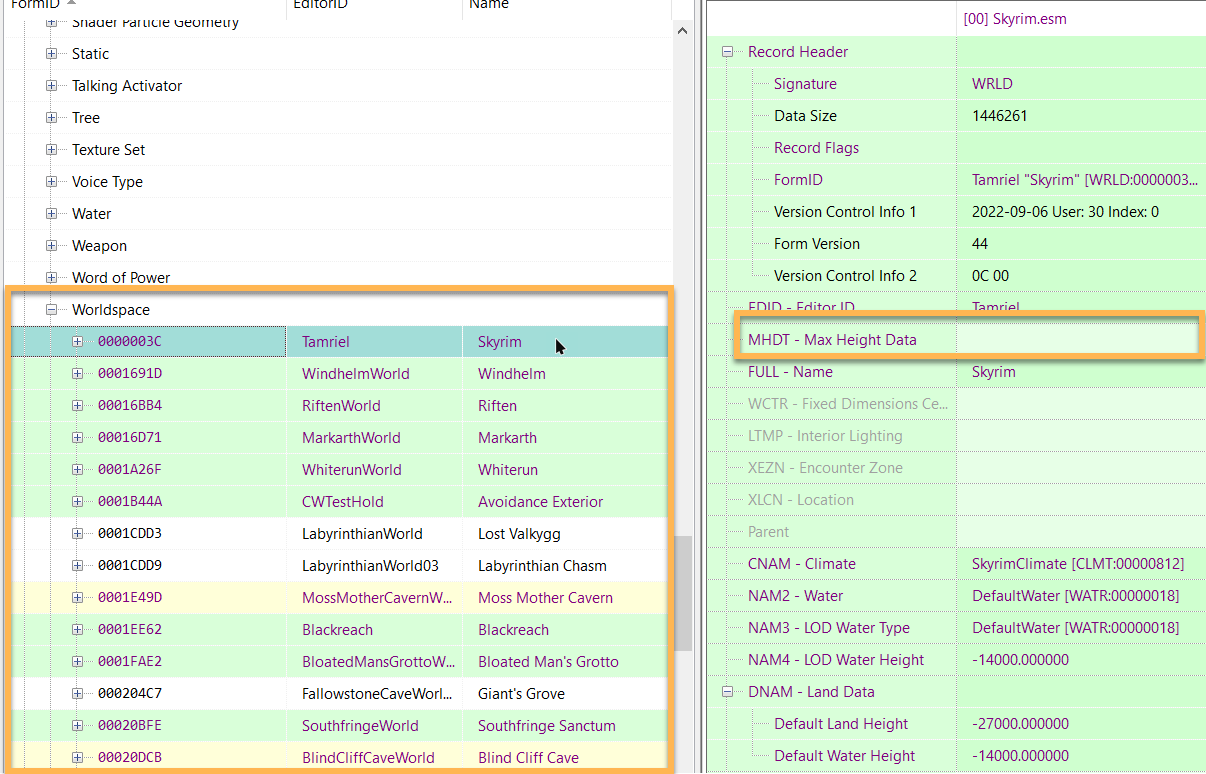 FormID EditorID Name
Shader Particle Geometry
Static
Talking Activator
Tree
Texture Set
Voice Type
Water
Weapon
Word of Power
Worldspace
0000003C Tamriel Skyrim
0001691D WindhelmWorld Windhelm
00016BB4 RiftenWorld Riften
00016D71 MarkarthWorld Markarth
0001A26F WhiterunWorld Whiterun
0001B44A CWTestHold Avoidance Exterior
0001CDD3 LabyrinthianWorld Lost Valkygg
0001CDD9 LabyrinthianWorld03 Labyrinthian Chasm
0001E49D MossMotherCavernW... Moss Mother Cavern
0001EE62 Blackreach Blackreach
0001FAE2 BloatedMansGrottoW... Bloated Man's Grotto
000204C7 FallowstoneCaveWorl... Giant's Grove
00020BFE SouthfringeWorld Southfringe Sanctum
00020DCB BlindCliffCaveWorld Blind Cliff Cave
[00] Skyrim.esm
Record Header
Signature WRLD
Data Size 1446261
Record Flags
FormID Tamriel "Skyrim" [WRLD:0000003...
Version Control Info 1 2022-09-06 User: 30 Index: 0
Form Version 44
Version Control Info 2 0C 00
EDID - Editor ID Tamriel
MHDT - Max Height Data
FULL - Name Skyrim
WCTR - Fixed Dimensions Ce...
LTMP - Interior Lighting
XEZN - Encounter Zone
XLCN - Location
Parent
CNAM - Climate SkyrimClimate [CLMT:00000812]
NAM2 - Water DefaultWater [WATR:00000018]
NAM3 - LOD Water Type DefaultWater [WATR:00000018]
NAM4 - LOD Water Height -14000.000000
DNAM - Land Data
Default Land Height -27000.000000
Default Water Height -14000.000000